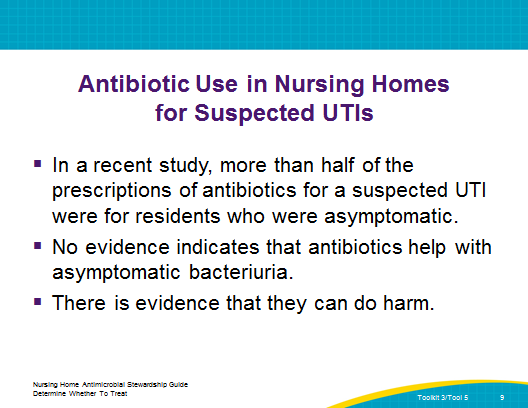 Antibiotic Use in Nursing Homes
for Suspected UTIs
▪ In a recent study, more than half of the
prescriptions of antibiotics for a suspected UTI
were for residents who were asymptomatic.
▪ No evidence indicates that antibiotics help with
asymptomatic bacteriuria.
▪ There is evidence that they can do harm.
Nursing Home Antimicrobial Stewardship Guide
Determine Whether To Treat
Toolkit 3/Tool 5 9